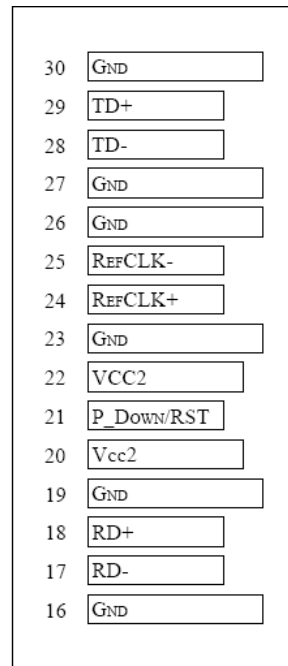 30 GND
29 TD+
28 TD-
27 GND
26 GND
25 REFCLK-
24 REFCLK+
23 GND
22 VCC2
21 P_DOWN/RST
20 Vcc2
19 GND
18 RD+
17 RD-
16 GND